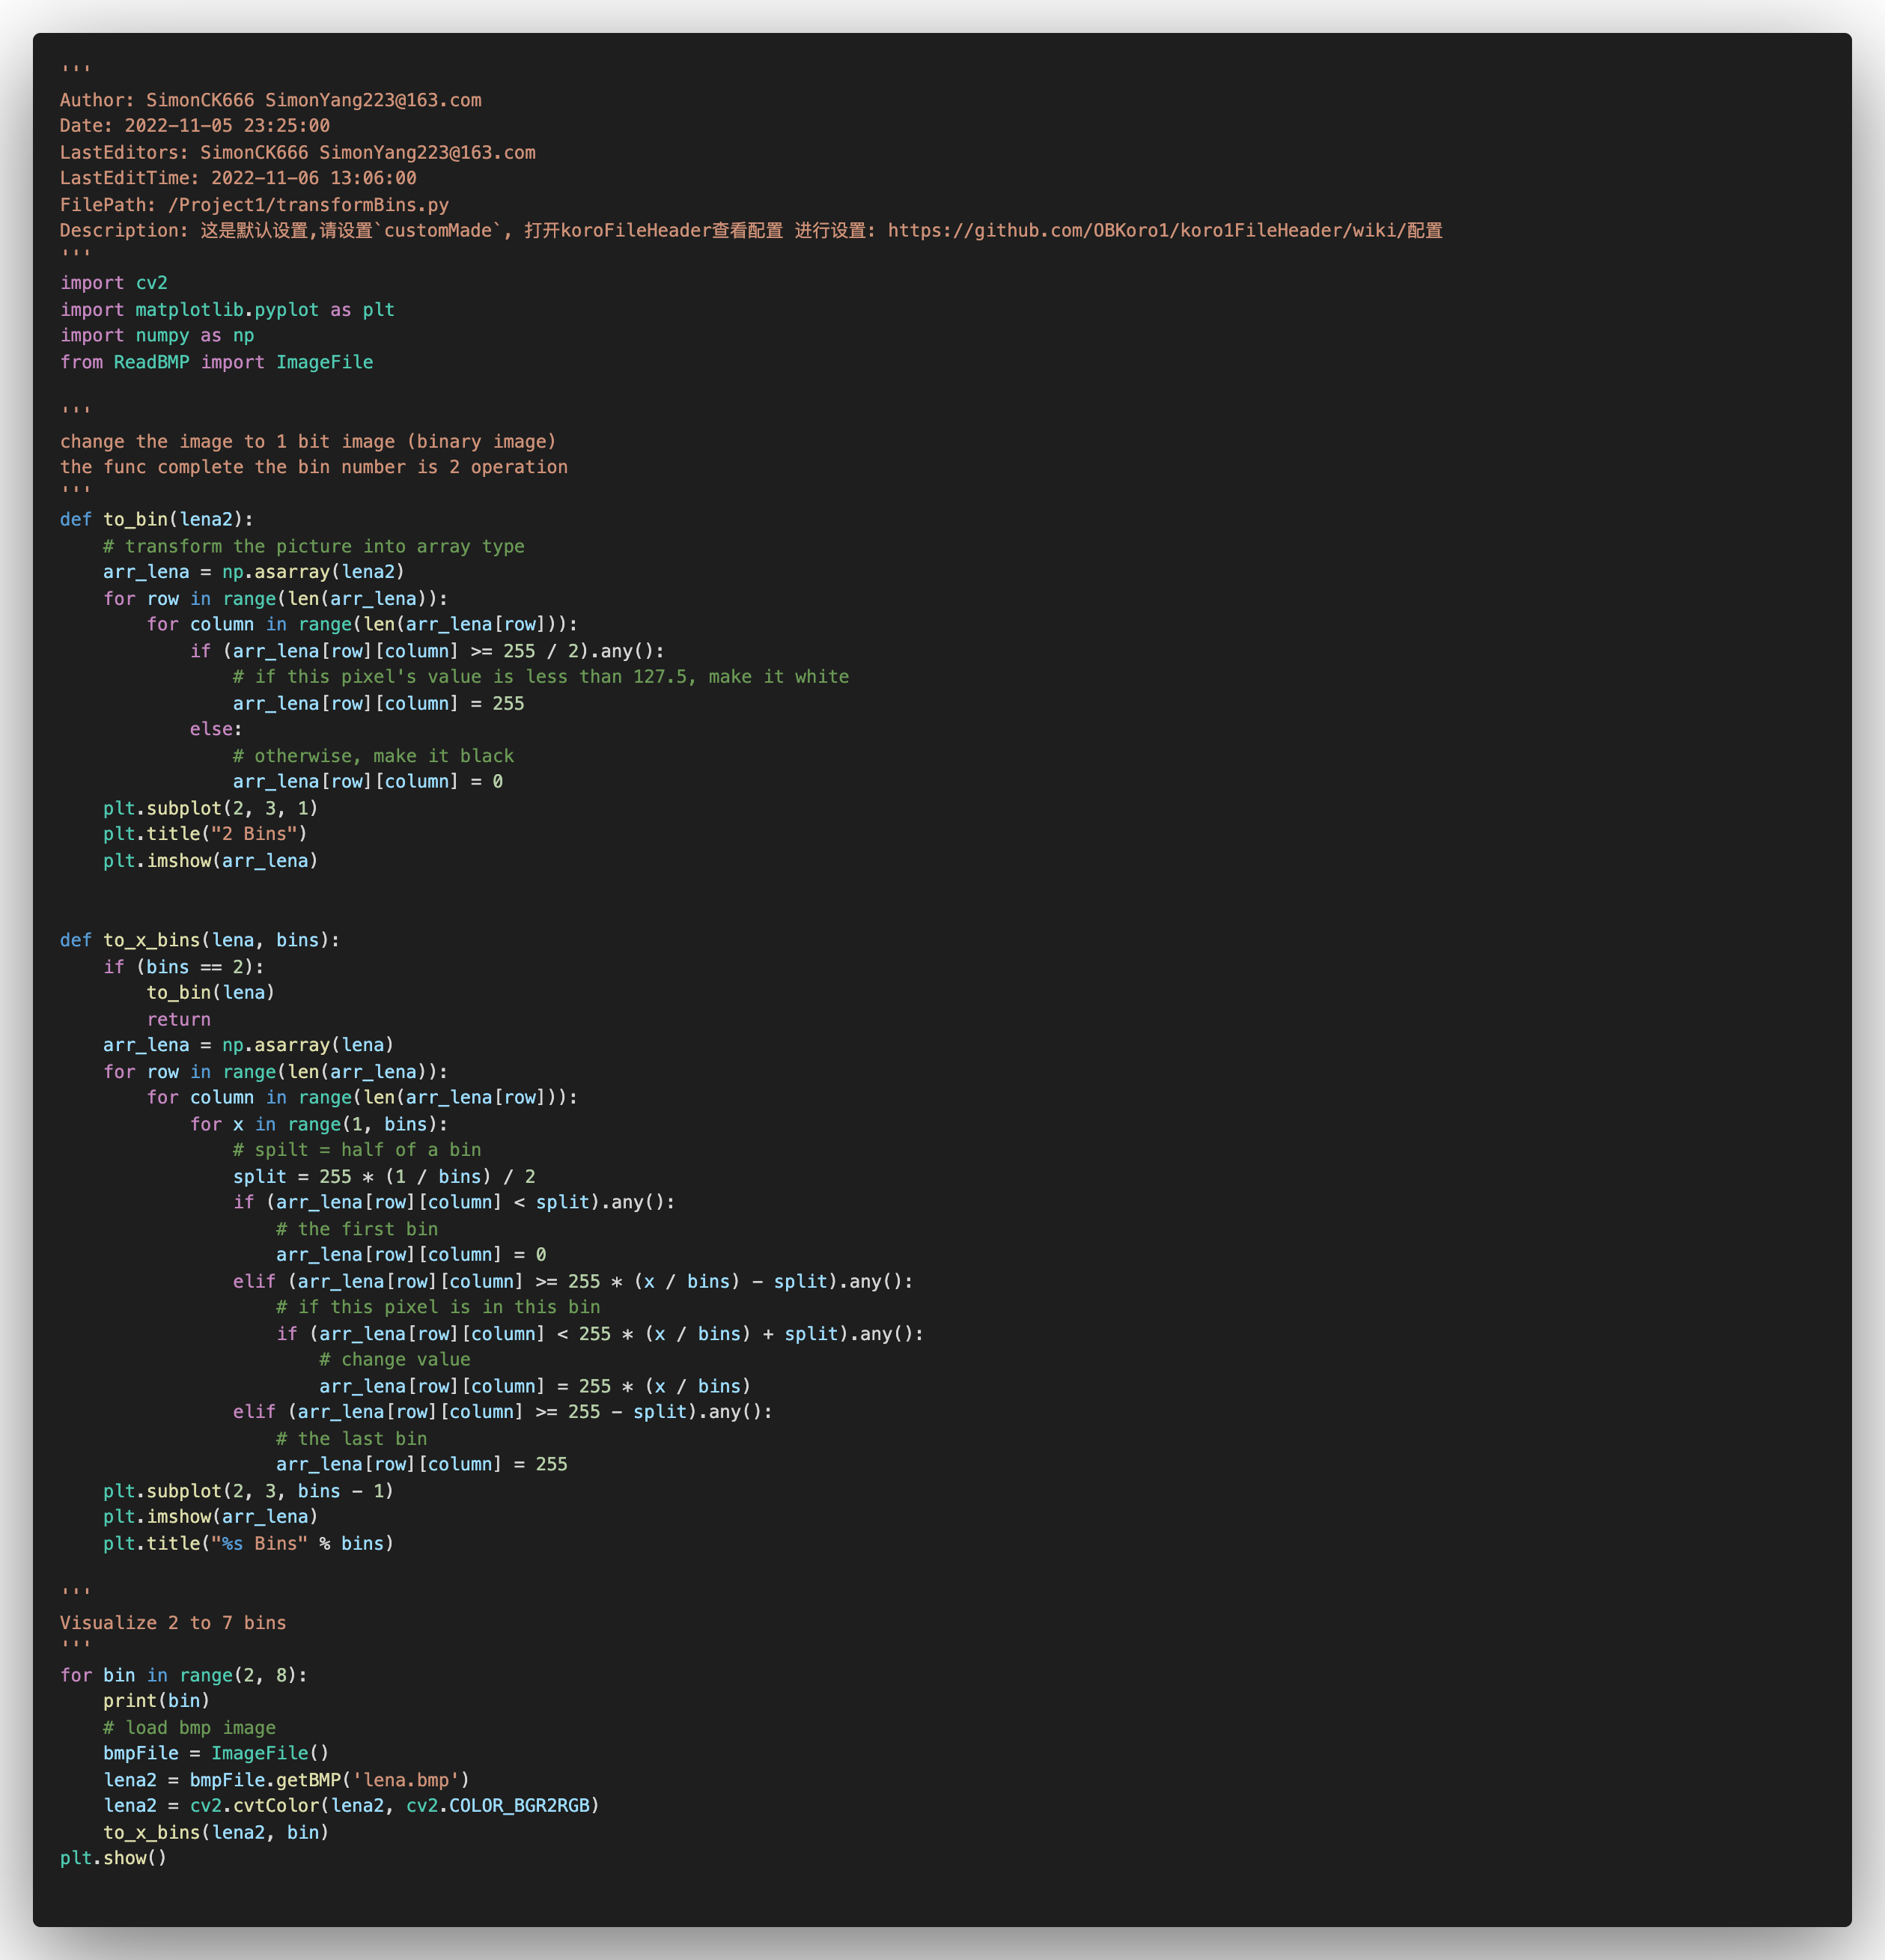 '''
Author: SimonCK666 SimonYang223@163.com
Date: 2022-11-05 23:25:00
LastEditors: SimonCK666 SimonYang223@163.com
LastEditTime: 2022-11-06 13:06:00
FilePath: /Project1/transformBins.py
Description: 这是默认设置,请设置`customMade`, 打开koroFileHeader查看配置 进行设置: https://github.com/OBKoro1/koro1FileHeader/wiki/配置
'''
import cv2
import matplotlib.pyplot as plt
import numpy as np
from ReadBMP import ImageFile

'''
change the image to 1 bit image (binary image)
the func complete the bin number is 2 operation
'''
def to_bin(lena2):
    # transform the picture into array type
    arr_lena = np.asarray(lena2)
    for row in range(len(arr_lena)):
        for column in range(len(arr_lena[row])):
            if (arr_lena[row][column] >= 255 / 2).any():
                # if this pixel's value is less than 127.5, make it white
                arr_lena[row][column] = 255
            else:
                # otherwise, make it black
                arr_lena[row][column] = 0
    plt.subplot(2, 3, 1)
    plt.title("2 Bins")
    plt.imshow(arr_lena)


def to_x_bins(lena, bins):
    if (bins == 2):
        to_bin(lena)
        return
    arr_lena = np.asarray(lena)
    for row in range(len(arr_lena)):
        for column in range(len(arr_lena[row])):
            for x in range(1, bins):
                # spilt = half of a bin
                split = 255 * (1 / bins) / 2
                if (arr_lena[row][column] < split).any():
                    # the first bin
                    arr_lena[row][column] = 0
                elif (arr_lena[row][column] >= 255 * (x / bins) - split).any():
                    # if this pixel is in this bin
                    if (arr_lena[row][column] < 255 * (x / bins) + split).any():
                        # change value
                        arr_lena[row][column] = 255 * (x / bins)
                elif (arr_lena[row][column] >= 255 - split).any():
                    # the last bin
                    arr_lena[row][column] = 255
    plt.subplot(2, 3, bins - 1)
    plt.imshow(arr_lena)
    plt.title("%s Bins" % bins)

'''
Visualize 2 to 7 bins
'''
for bin in range(2, 8):
    print(bin)
    # load bmp image
    bmpFile = ImageFile()
    lena2 = bmpFile.getBMP('lena.bmp')
    lena2 = cv2.cvtColor(lena2, cv2.COLOR_BGR2RGB)
    to_x_bins(lena2, bin)
plt.show()